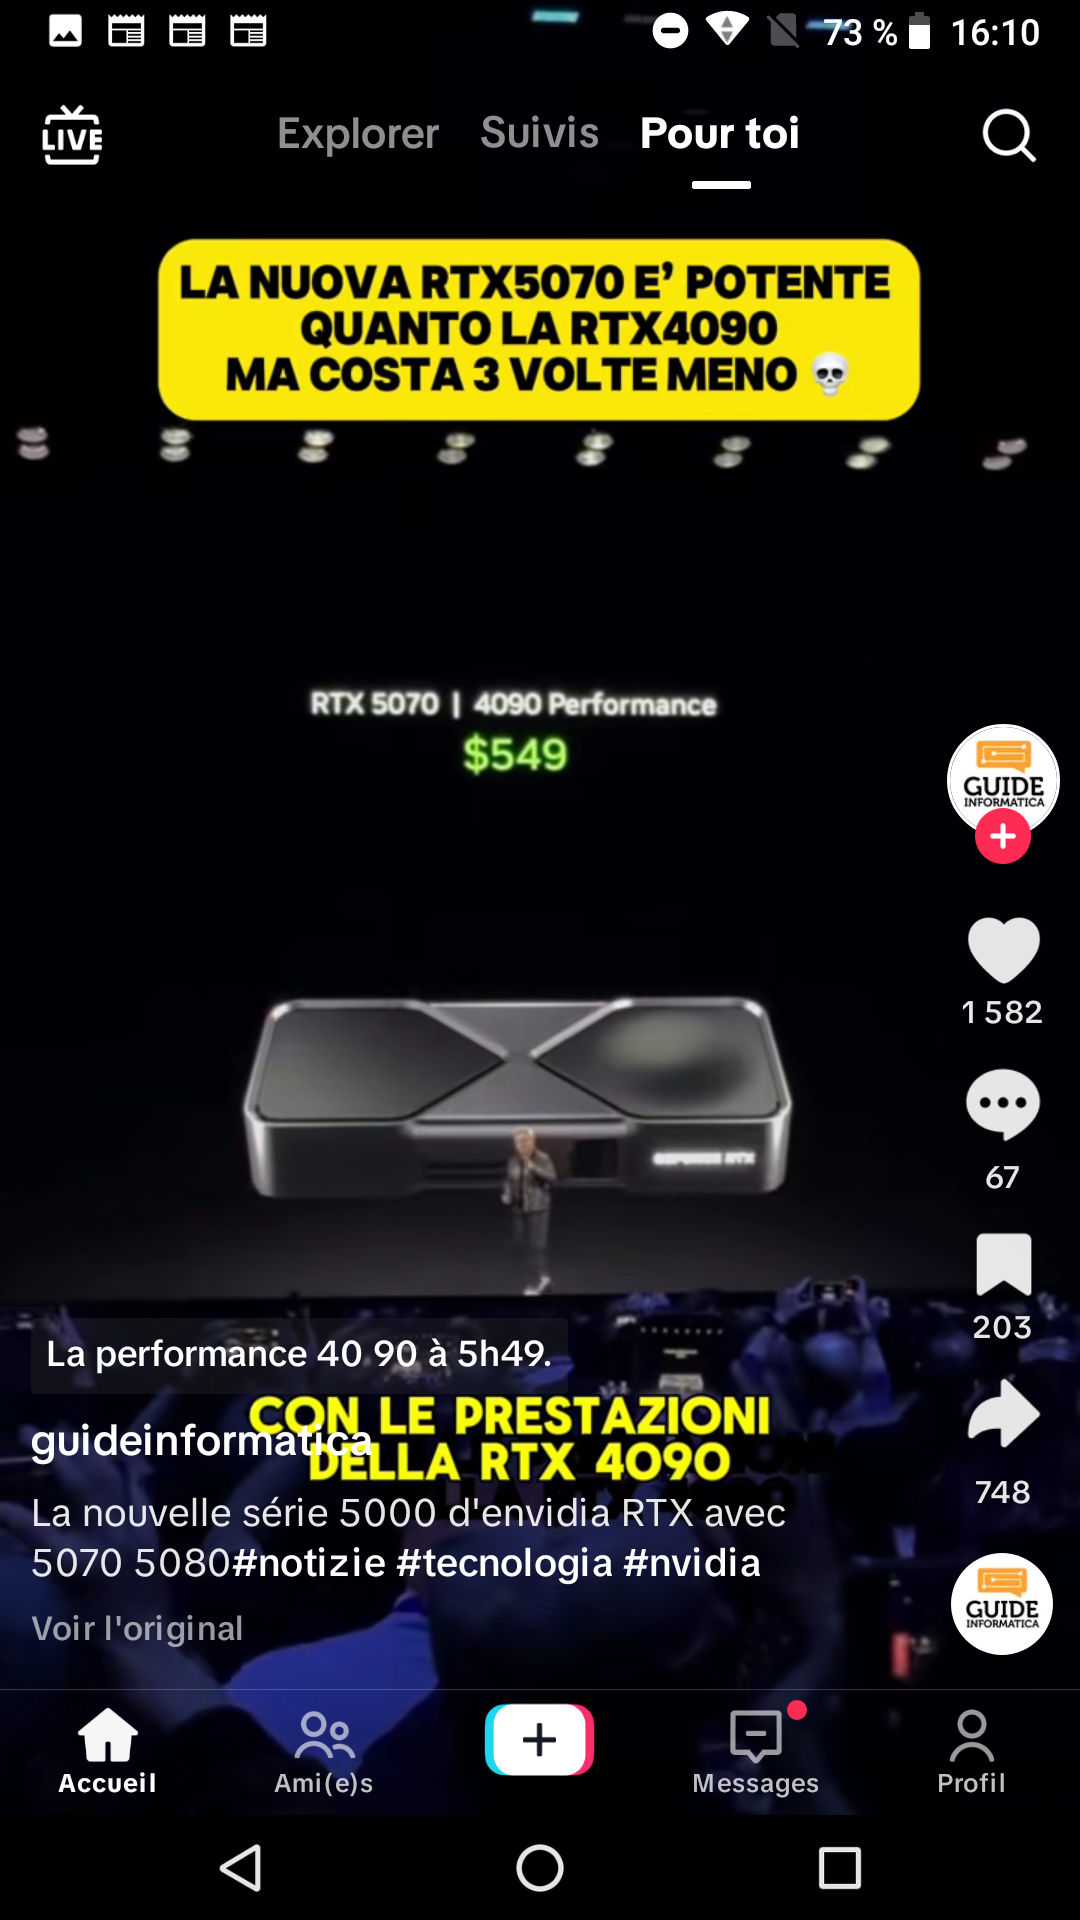 73 % 16:10
LIVE Explorer Suivis Pour toi
LA NUOVA RTX5070 E’ POTENTE
QUANTO LA RTX4090
MA COSTA 3 VOLTE MENO 💀
RTX 5070 | 4090 Performance
$549
GUIDE
INFORMATICA
1 582
GEFORCE RTX
67
203
La performance 40 90 à 5h49.
CON LE PRESTAZIONI
DELLA RTX 4090
guideinformatica
748
La nouvelle série 5000 d'envidia RTX avec
5070 5080#notizie #tecnologia #nvidia
GUIDE
INFORMATICA
Voir l'original
Accueil Ami(e)s Messages Profil